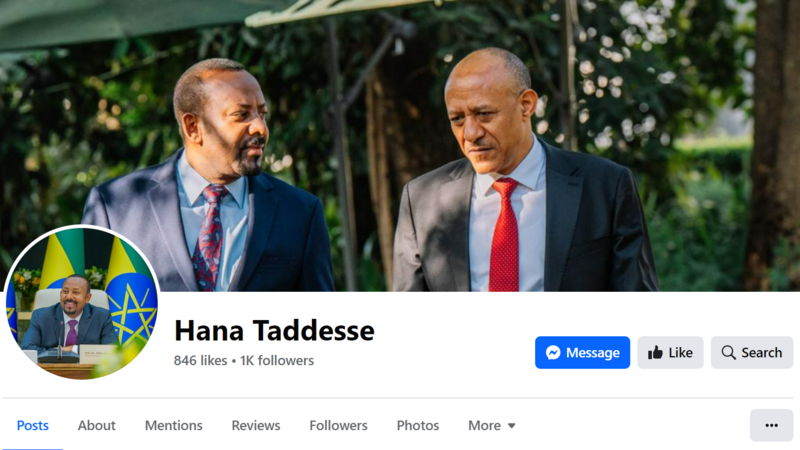 Hana Taddesse
846 likes • 1K followers
Message
Like
Search
Posts
About
Mentions
Reviews
Followers
Photos
More